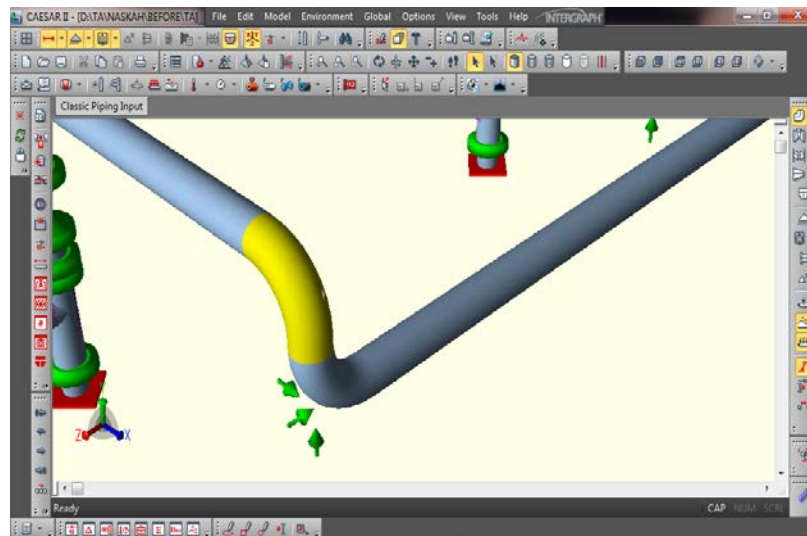 CAESAR II - [D:\TA\NASKAH\BEFORE\TA]
File Edit Model Environment Global Options View Tools Help
INTERGRAPH
Classic Piping Input
Z X
Ready
CAP NUM SCRL